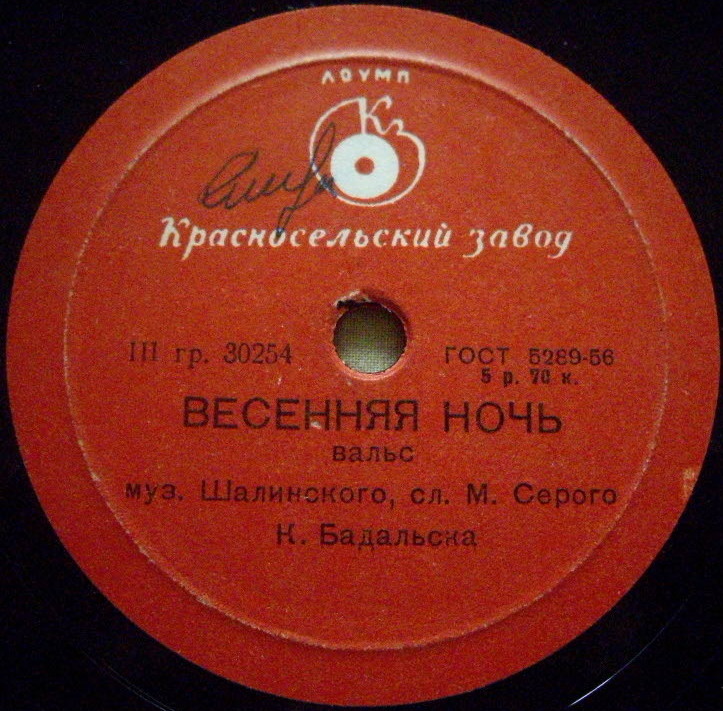 ЛОУМП
Кз
Красносельский завод
III гр. 30254
ГОСТ 5289-56
5 р. 70 к.
ВЕСЕННЯЯ НОЧЬ
вальс
муз. Шалинского, сл. М. Серого
К. Бадальска